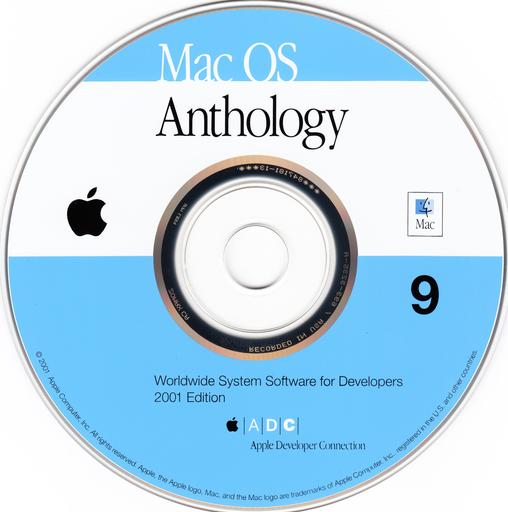 Mac OS
Anthology
Mac
9
Worldwide System Software for Developers
2001 Edition
ADC
Apple Developer Connection
© 2001 Apple Computer, Inc. All rights reserved. Apple, the Apple logo, Mac, and the Mac logo are trademarks of Apple Computer, Inc., registered in the U.S. and other countries.
RECORDED IN USA